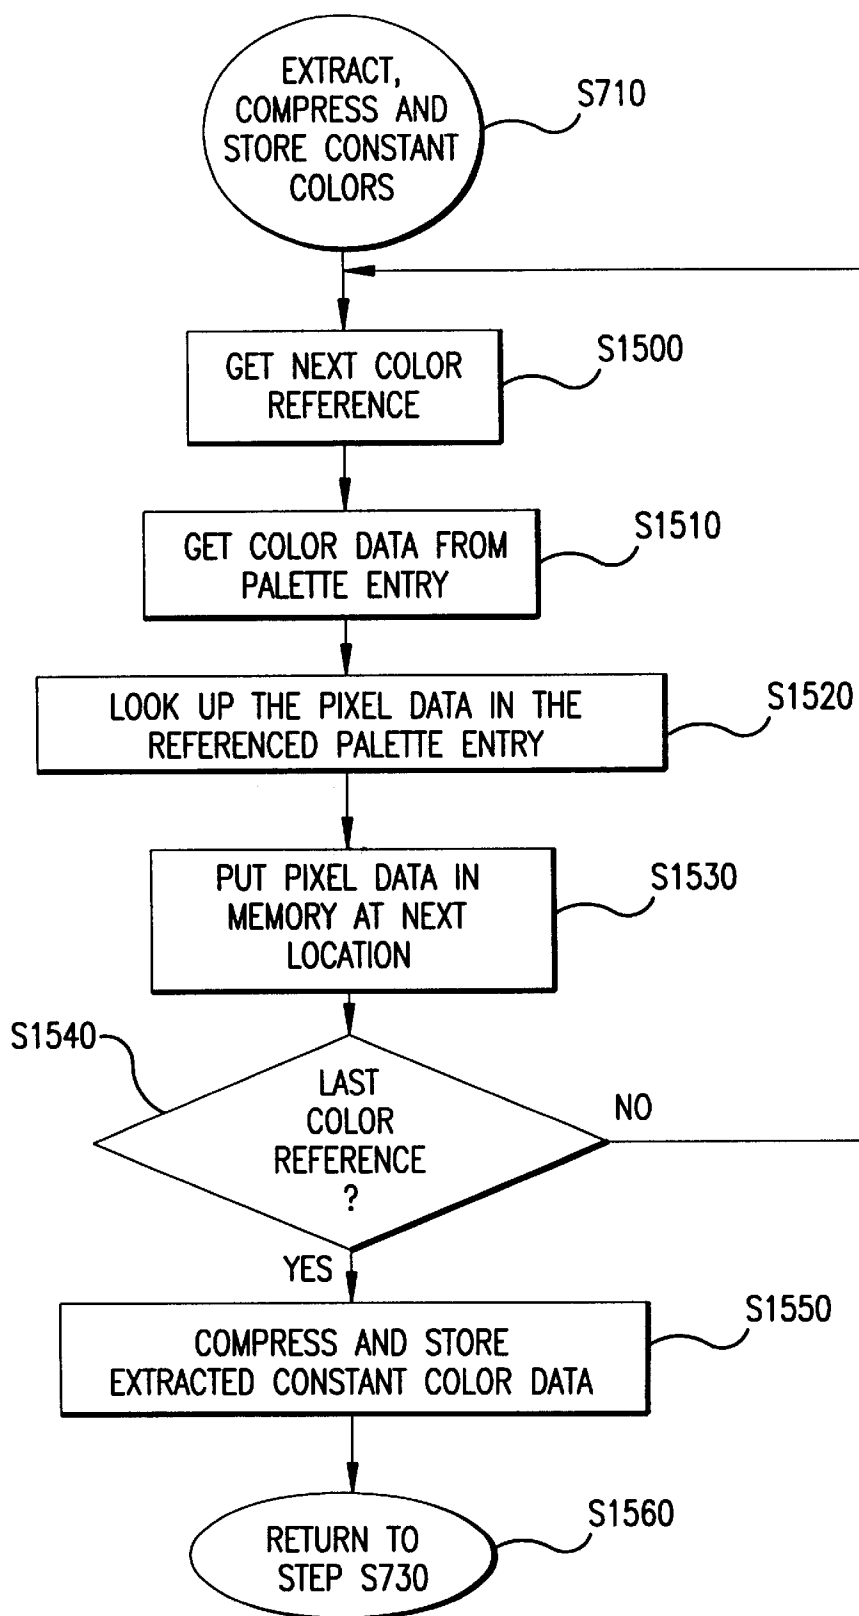 EXTRACT,
COMPRESS AND
STORE CONSTANT
COLORS
S710
GET NEXT COLOR
REFERENCE
S1500
GET COLOR DATA FROM
PALETTE ENTRY
S1510
LOOK UP THE PIXEL DATA IN THE
REFERENCED PALETTE ENTRY
S1520
PUT PIXEL DATA IN
MEMORY AT NEXT
LOCATION
S1530
S1540
LAST
COLOR
REFERENCE
?
NO
YES
COMPRESS AND STORE
EXTRACTED CONSTANT COLOR DATA
S1550
RETURN TO
STEP S730
S1560